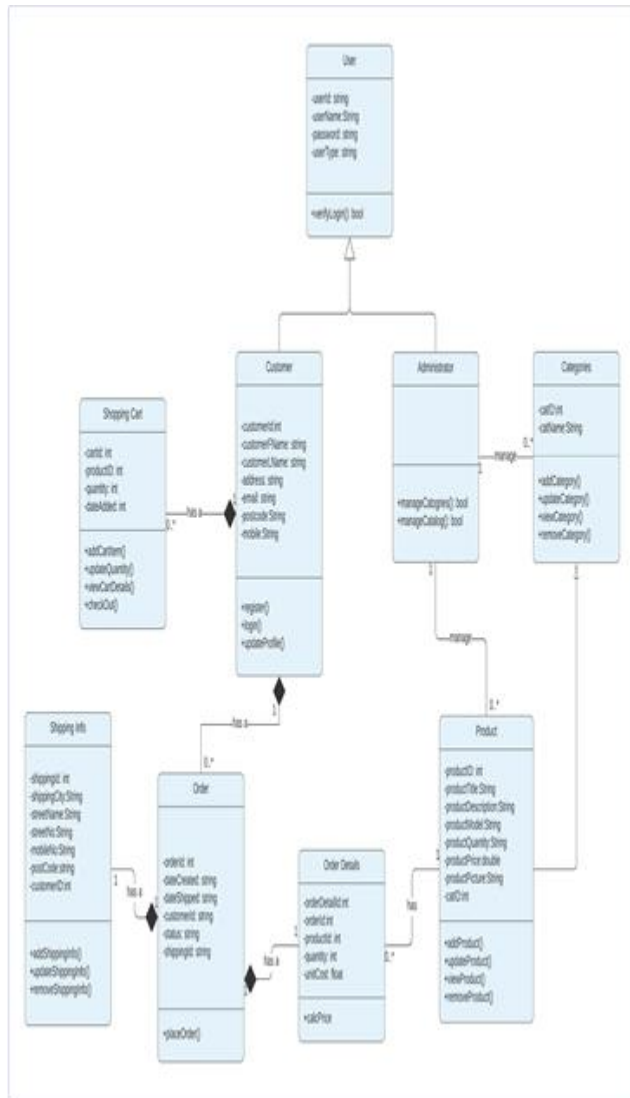 User
-userId: string
-userName:String
-password: string
-userType: string
+verifyLogin(): bool
Customer
-customerId:int
-customerFName: string
-customerLName: string
-address: string
-email: string
-postcode:String
-mobile:String
+register()
+login()
+updateProfile()
Administrator
+manageCatogries(): bool
+manageCatalog(): bool
Categories
-catID:int
-catName:String
+addCategory()
+updateCategory()
+viewCategory()
+removeCategory()
manage
1
0..*
Shopping Cart
-cartId: int
-productID: int
-quantity: int
-dateAdded: int
+addCartItem()
+updateQuantity()
+viewCartDetails()
+checkOut()
has a
0..*
manage
0..*
has a
1
0..*
Shipping Info
-shippingId: int
-shippingCity:String
-streetName:String
-streetNo:String
-mobileNo:String
-postCode:string
-customerID:int
+addShippingInfo()
+updateShippingInfo()
+removeShippingInfo()
1
has a
Order
-orderId: int
-dateCreated: string
-dateShipped: string
-customerId: string
-status: string
-shippingId: string
+placeOrder()
has a
1
Order Details
-orderDetailId:int
-orderId:int
-productId: int
-quantity: int
-unitCost: float
+calcPrice
has
0..*
Product
-productID: int
-productTitle:String
-productDescription:String
-productModel:String
-productQuantity:String
-productPrice:double
-productPicture:String
-catID:int
+addProduct()
+updateProduct()
+viewProduct()
+removeProduct()